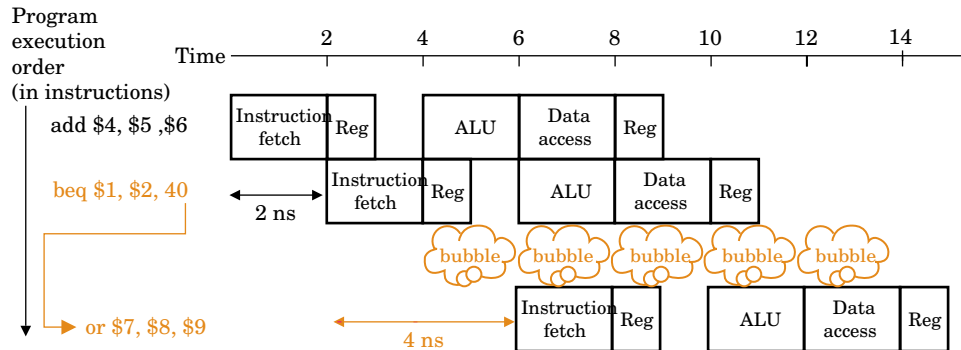 Program
execution
order
(in instructions)
Time
2 4 6 8 10 12 14
add $4, $5 ,$6
Instruction
fetch
Reg
ALU
Data
access
Reg
beq $1, $2, 40
2 ns
Instruction
fetch
Reg
ALU
Data
access
Reg
bubble bubble bubble bubble bubble
or $7, $8, $9
4 ns
Instruction
fetch
Reg
ALU
Data
access
Reg